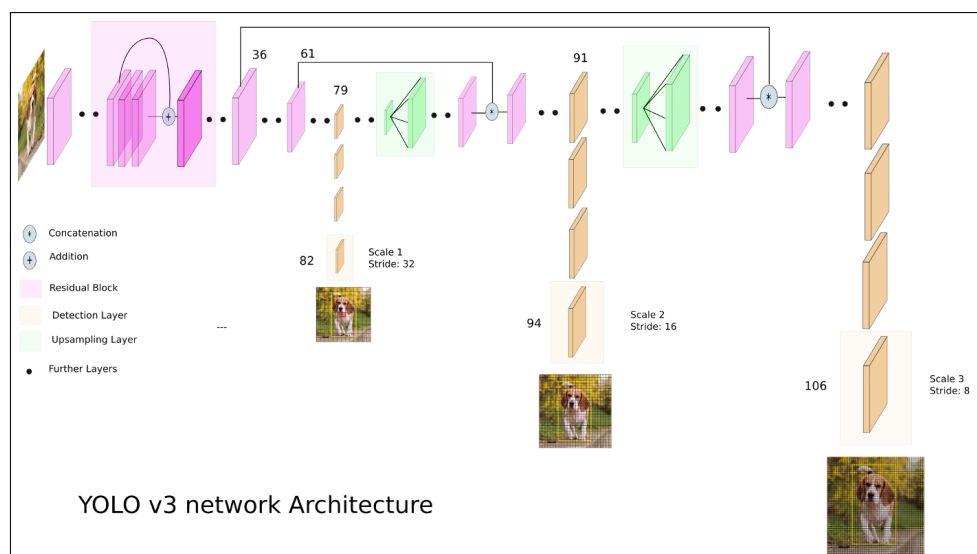 36
61
79
91
Concatenation
Addition
Residual Block
Detection Layer
Upsampling Layer
Further Layers
---
82
Scale 1
Stride: 32
94
Scale 2
Stride: 16
106
Scale 3
Stride: 8
YOLO v3 network Architecture